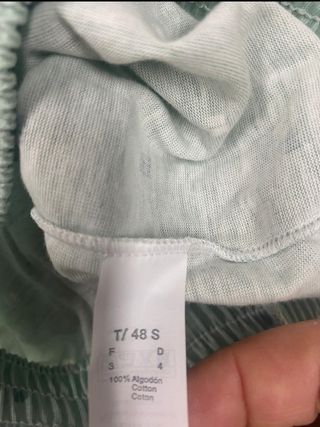 T/ 48 S
F D
S 4
100% Algodón
Cotton
Coton